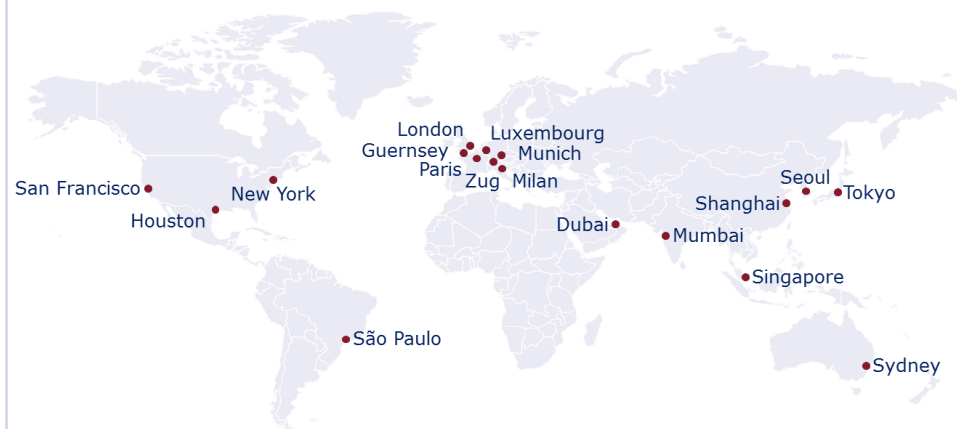 London
Luxembourg
Guernsey
Munich
Paris
Zug
Milan
San Francisco
New York
Houston
Seoul
Tokyo
Shanghai
Dubai
Mumbai
Singapore
São Paulo
Sydney